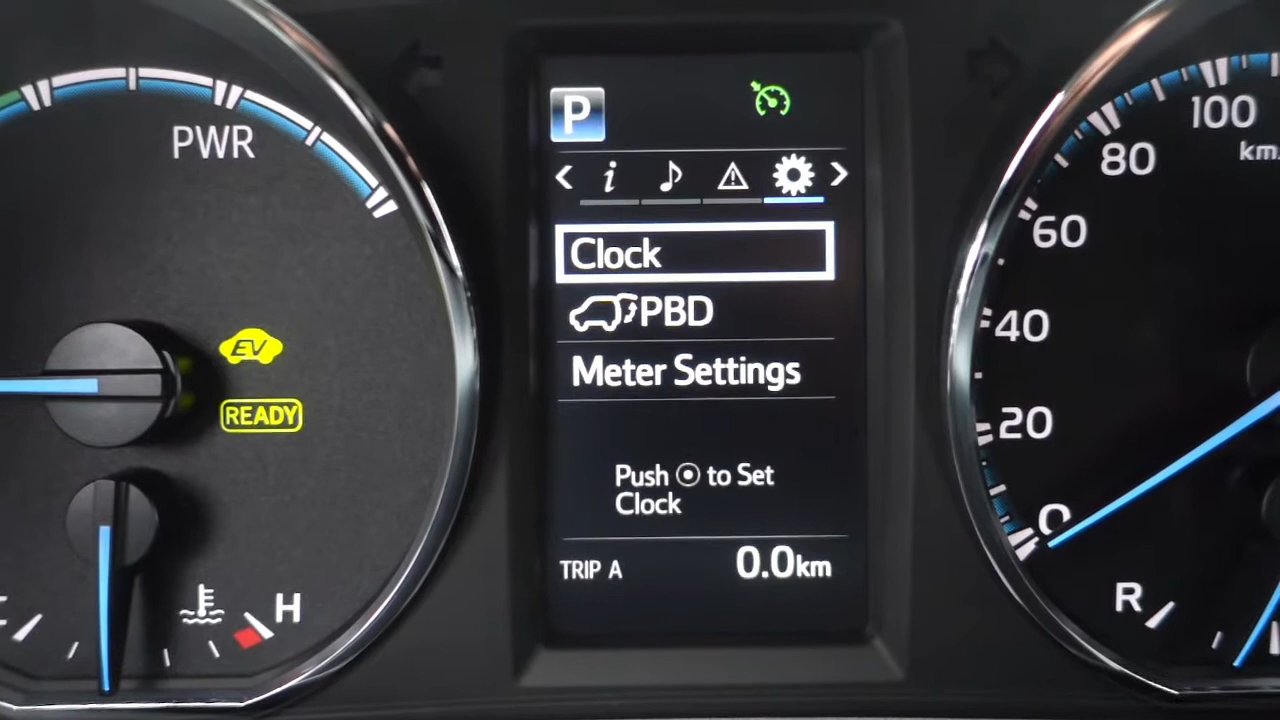 PWR
EV
READY
H
P
i
Clock
PBD
Meter Settings
Push to Set
Clock
TRIP A 0.0km
100
km
80
60
40
20
0
R